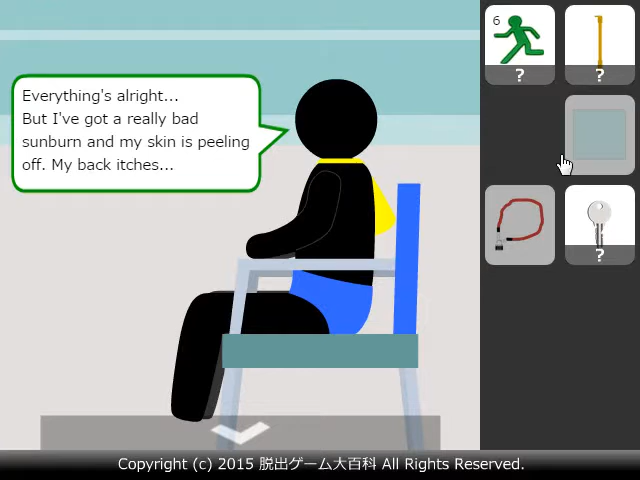 Everything's alright...
But I've got a really bad
sunburn and my skin is peeling
off. My back itches...
6
?
?
?
Copyright (c) 2015 脱出ゲーム大百科 All Rights Reserved.